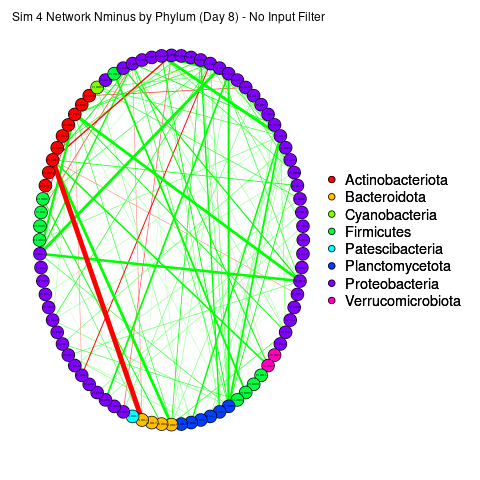 Sim 4 Network Nminus by Phylum (Day 8) - No Input Filter
Actinobacteriota
Bacteroidota
Cyanobacteria
Firmicutes
Patescibacteria
Planctomycetota
Proteobacteria
Verrucomicrobiota